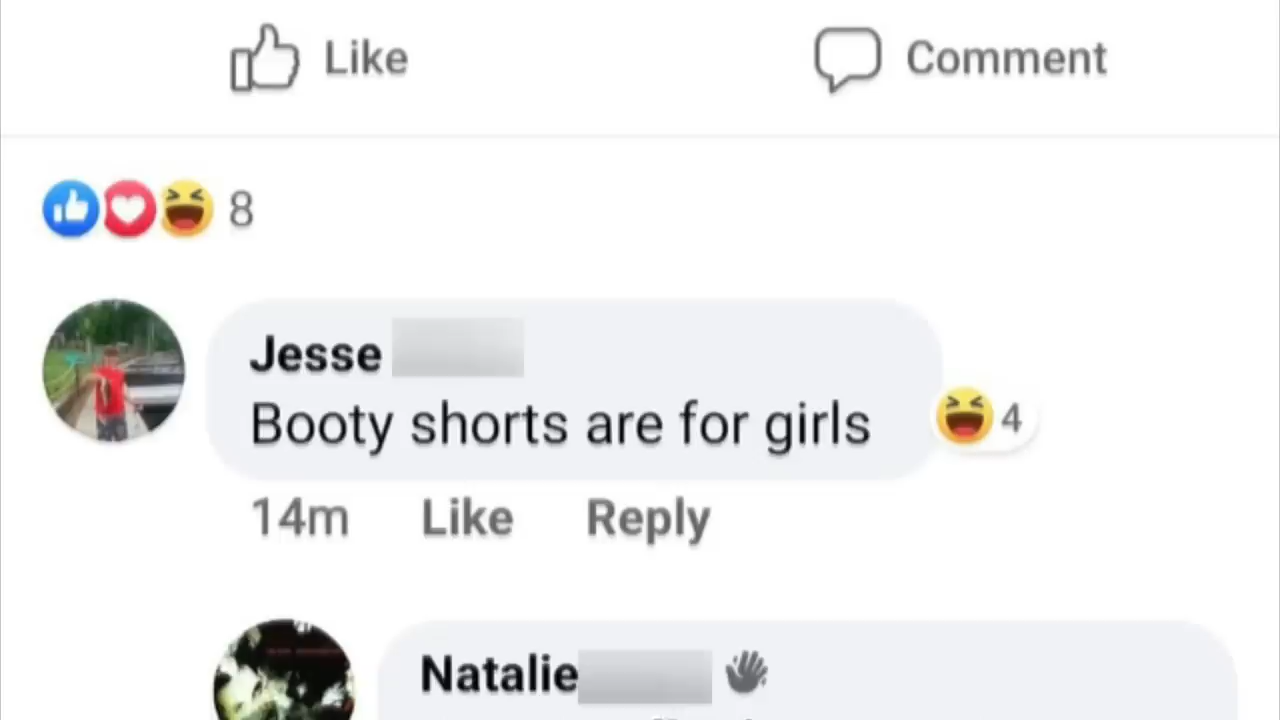 Like
Comment
8
Jesse
Booty shorts are for girls
4
14m Like Reply
Natalie